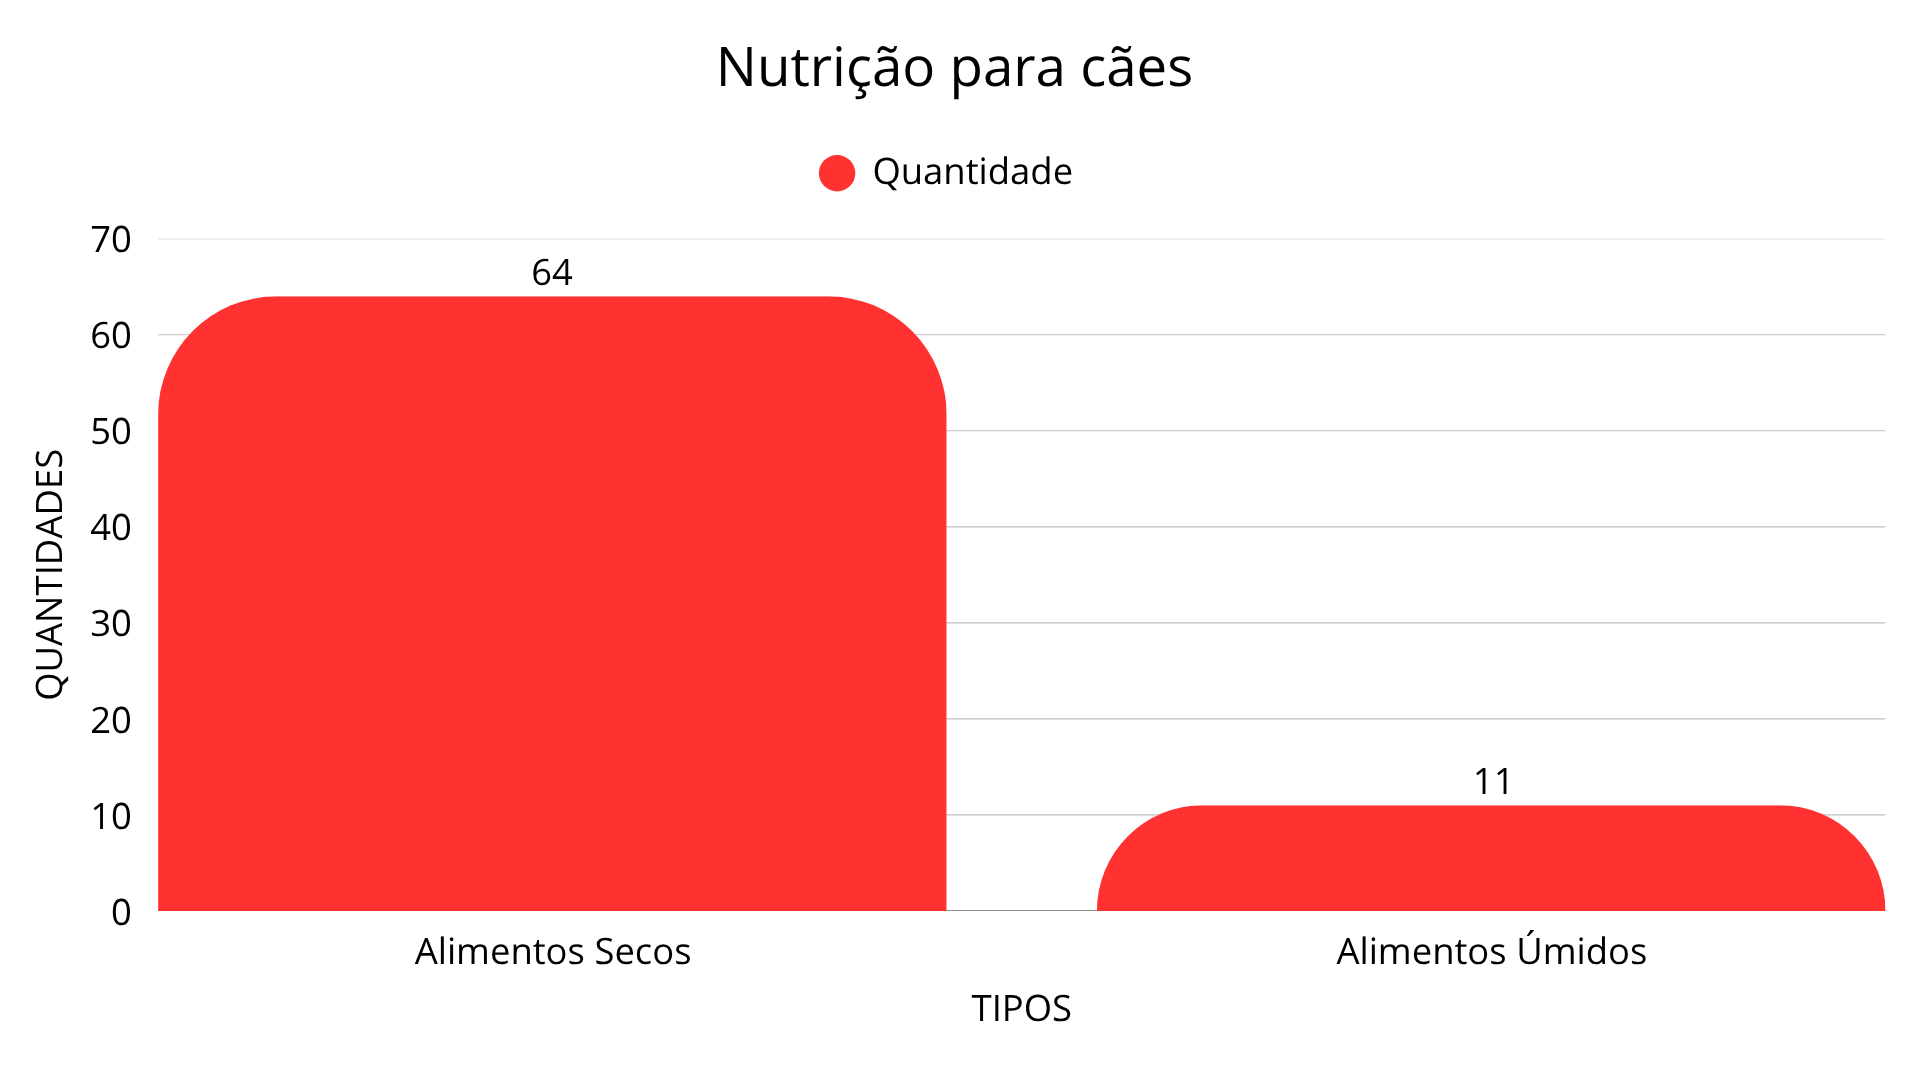 Nutrição para cães
Quantidade
70
64
60
50
40
30
20
11
10
0
QUANTIDADES
Alimentos Secos
Alimentos Úmidos
TIPOS